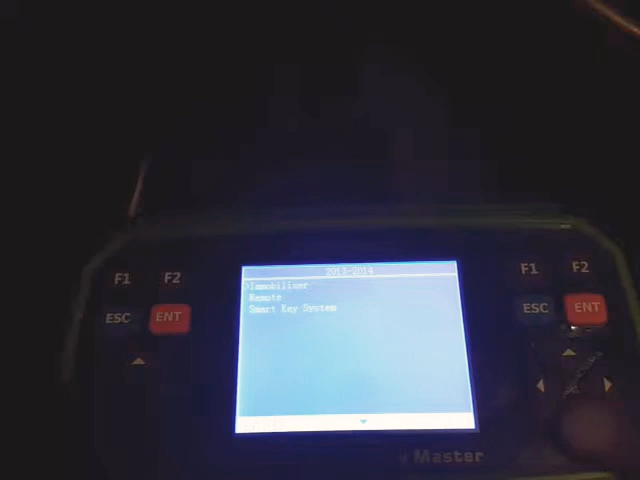 2013-2014
>Immobilizer
Remote
Smart Key System
F1 F2
ESC ENT
F1 F2
ESC ENT
Master